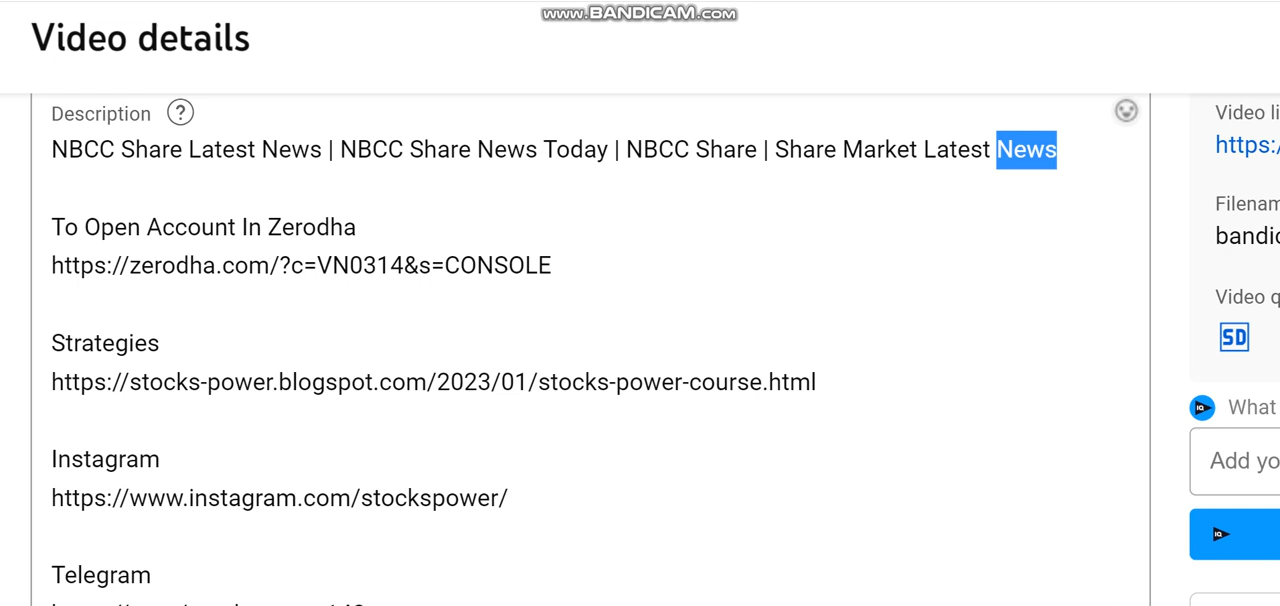 www.BANDICAM.com
Video details
Description ?
NBCC Share Latest News | NBCC Share News Today | NBCC Share | Share Market Latest News
To Open Account In Zerodha
https://zerodha.com/?c=VN0314&s=CONSOLE
Strategies
https://stocks-power.blogspot.com/2023/01/stocks-power-course.html
Instagram
https://www.instagram.com/stockspower/
Telegram
Video li
https:/
Filenam
bandic
Video q
SD
What
Add yo